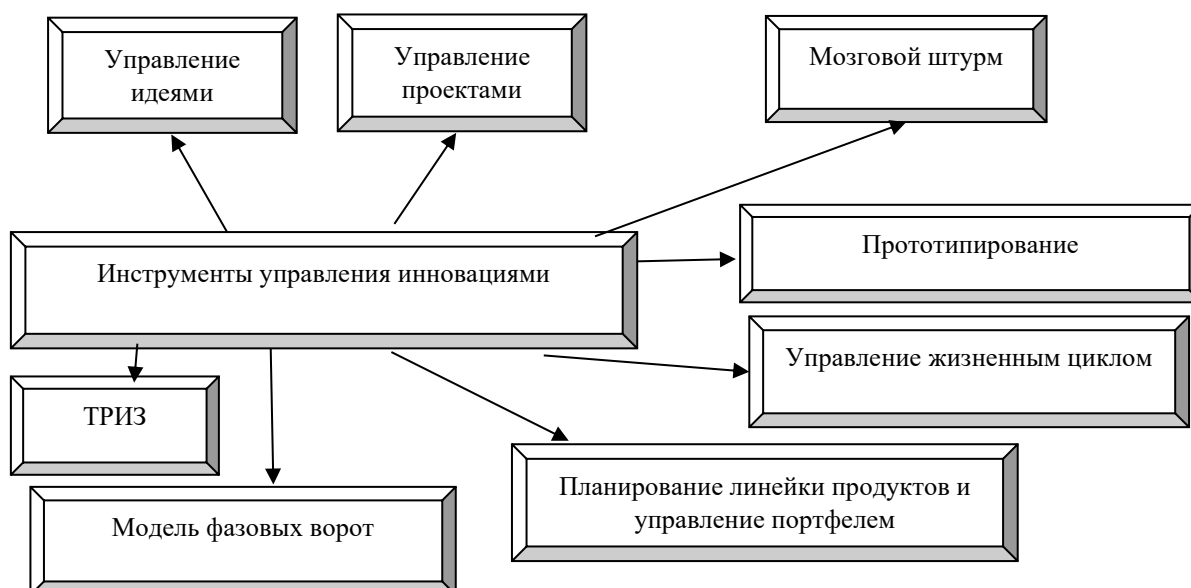 Управление
идеями
Управление
проектами
Мозговой штурм
Прототипирование
Инструменты управления инновациями
Управление жизненным циклом
ТРИЗ
Планирование линейки продуктов и
управление портфелем
Модель фазовых ворот